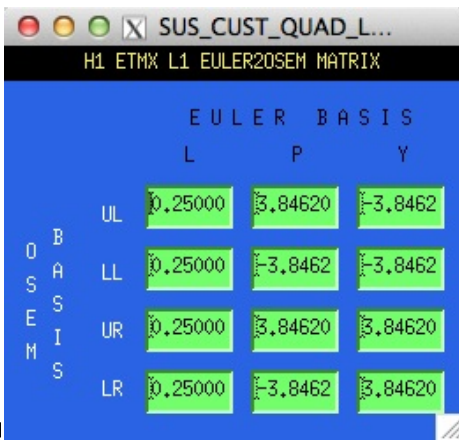 SUS_CUST_QUAD_L...
H1 ETMX L1 EULER2OSEM MATRIX
EULER BASIS
L P Y
OSEM BASIS
UL 0.25000 3.84620 -3.8462
LL 0.25000 -3.8462 -3.8462
UR 0.25000 3.84620 3.84620
LR 0.25000 -3.8462 3.84620